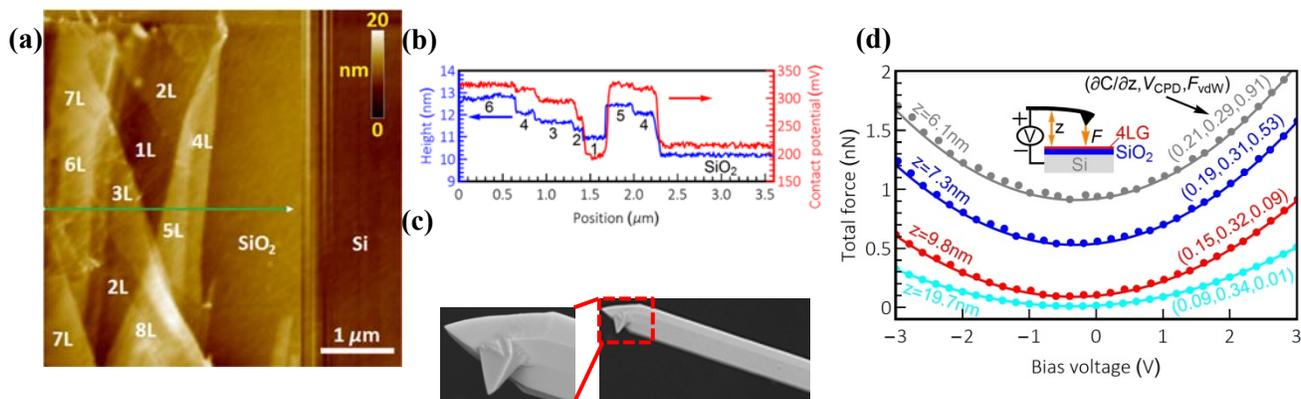 (a)
20
nm
0
7L
2L
1L
4L
6L
3L
5L
SiO2
Si
2L
7L
8L
1 μm
(b)
Height (nm)
14
13
12
11
10
9
6
4
3
2
1
5
4
SiO2
350
300
250
200
150
Contact potential (mV)
0.0 0.5 1.0 1.5 2.0 2.5 3.0 3.5
Position (μm)
(c)
(d)
Total force (nN)
2
1.5
1
0.5
0
(∂C/∂z,VCPD,FvdW)
z=6.1nm
(0.21,0.29,0.91)
+
V
−
z
F
4LG
SiO2
Si
z=7.3nm
(0.19,0.31,0.53)
z=9.8nm
(0.15,0.32,0.09)
z=19.7nm
(0.09,0.34,0.01)
−3 −2 −1 0 1 2 3
Bias voltage (V)